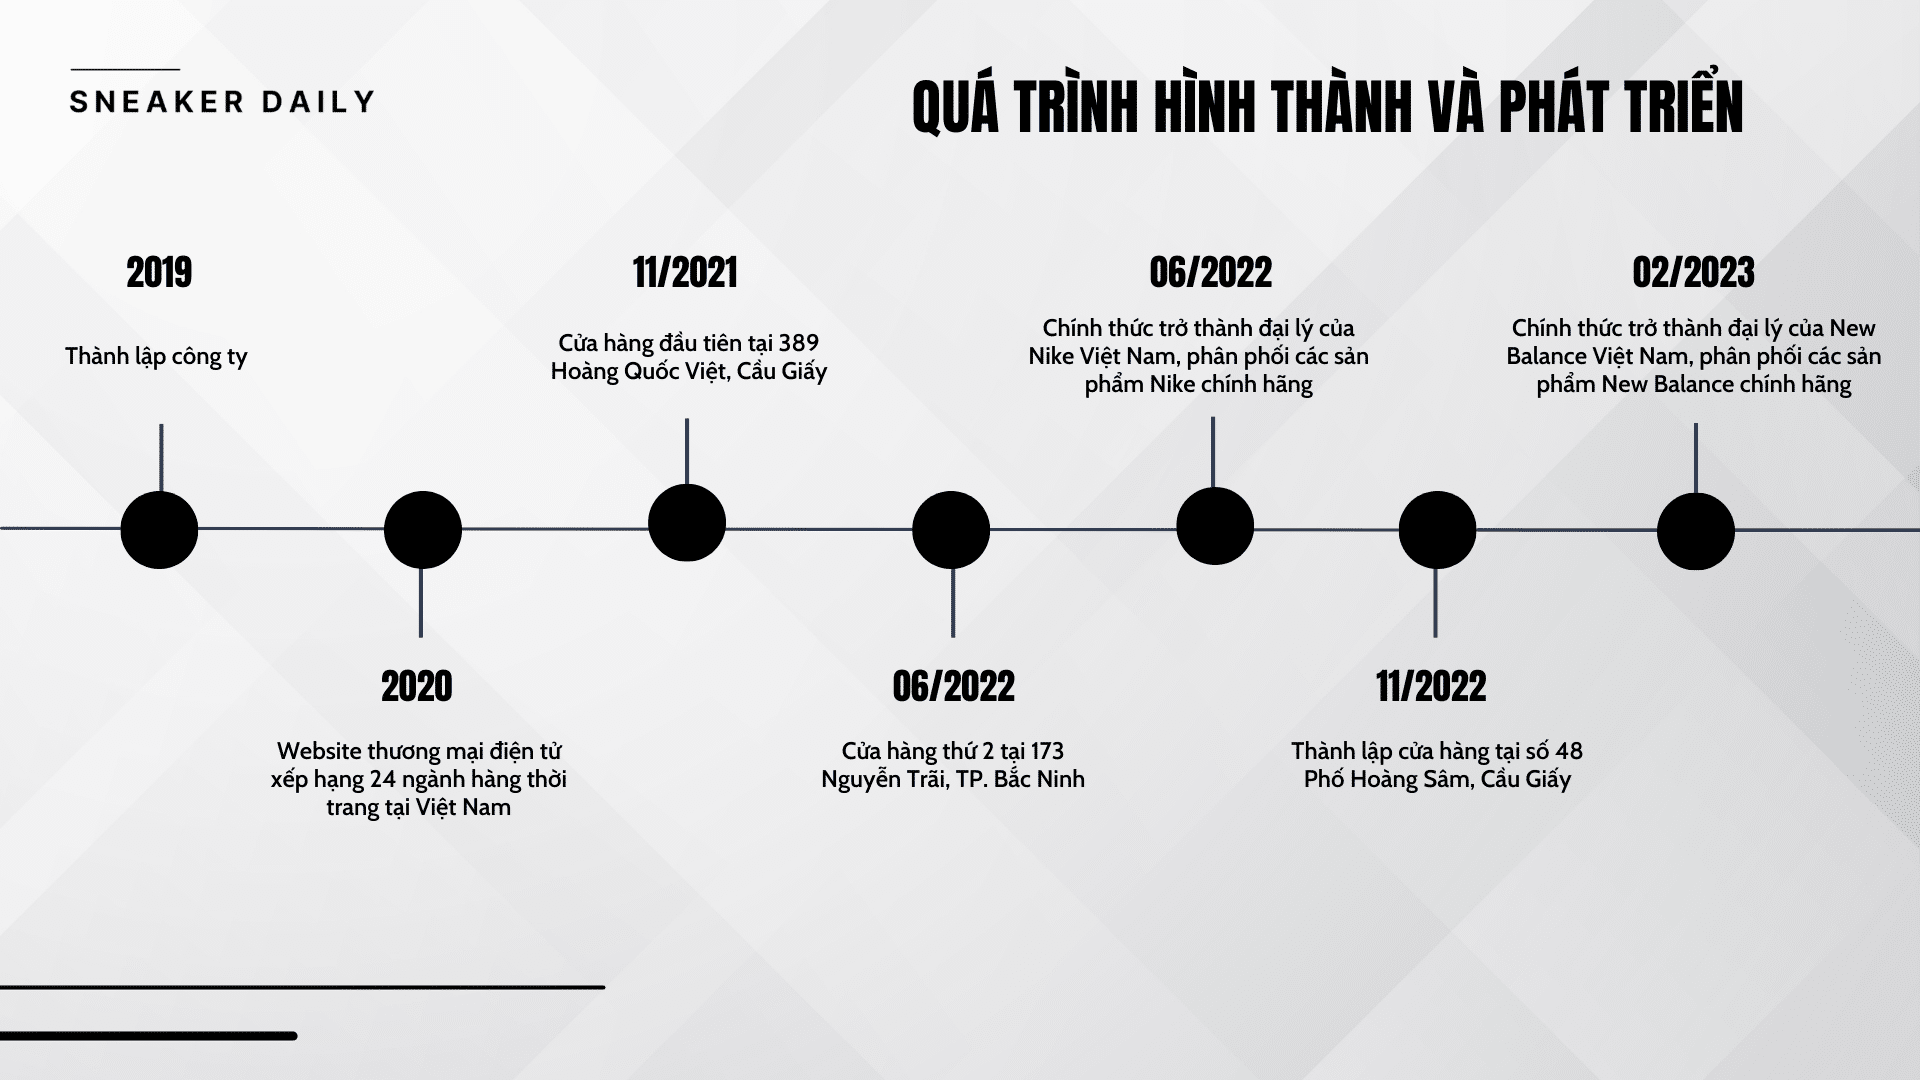 SNEAKER DAILY
QUÁ TRÌNH HÌNH THÀNH VÀ PHÁT TRIỂN
2019
Thành lập công ty
2020
Website thương mại điện tử
xếp hạng 24 ngành hàng thời
trang tại Việt Nam
11/2021
Cửa hàng đầu tiên tại 389
Hoàng Quốc Việt, Cầu Giấy
06/2022
Cửa hàng thứ 2 tại 173
Nguyễn Trãi, TP. Bắc Ninh
06/2022
Chính thức trở thành đại lý của
Nike Việt Nam, phân phối các sản
phẩm Nike chính hãng
11/2022
Thành lập cửa hàng tại số 48
Phố Hoàng Sâm, Cầu Giấy
02/2023
Chính thức trở thành đại lý của New
Balance Việt Nam, phân phối các sản
phẩm New Balance chính hãng